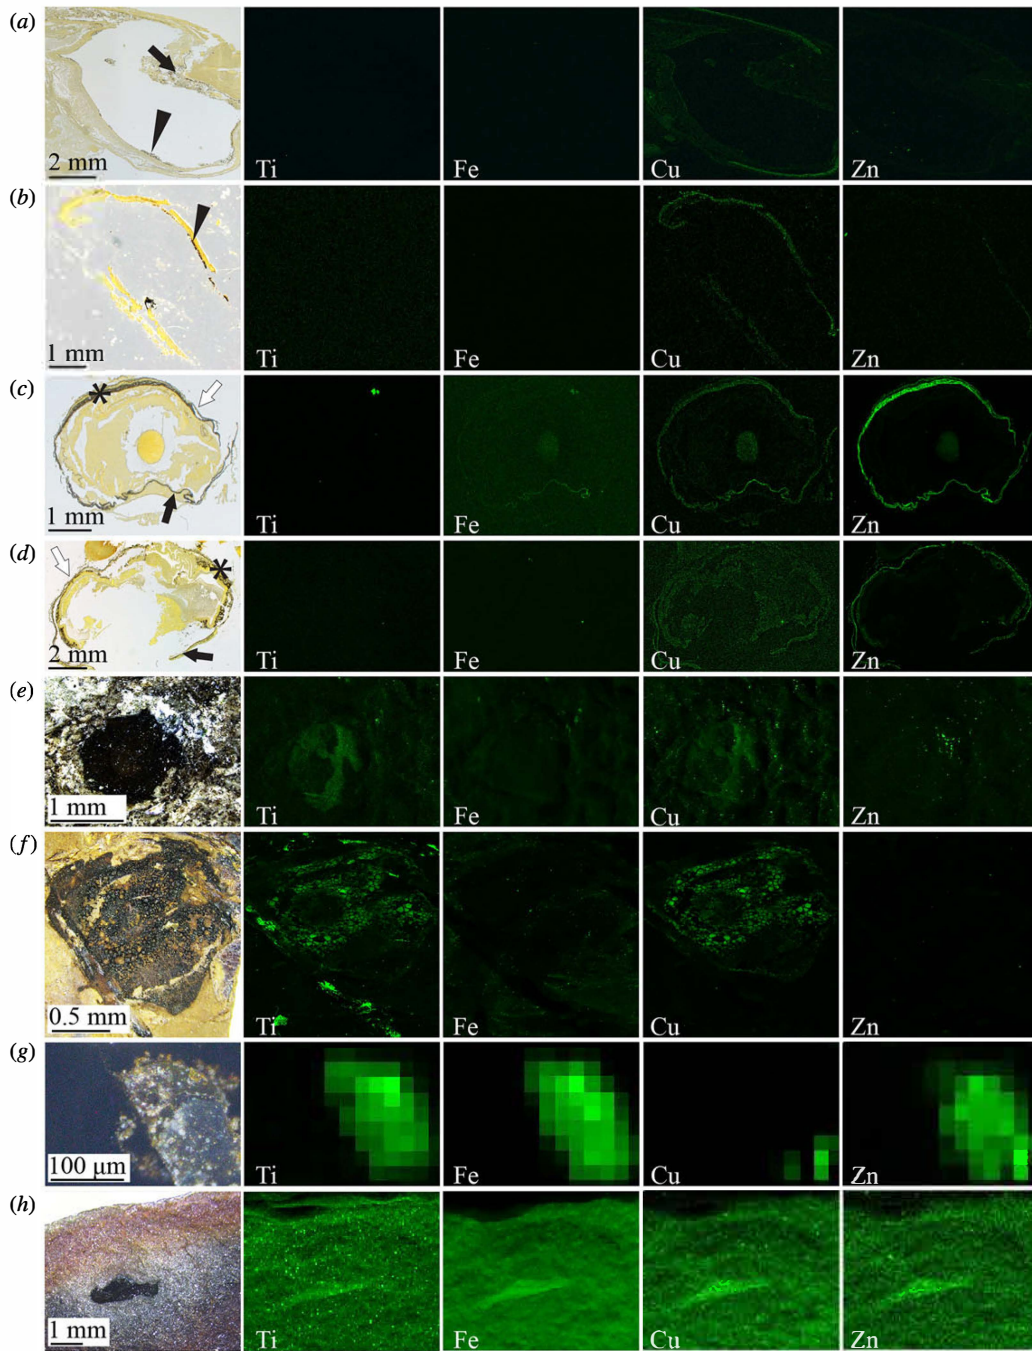 (a)
2 mm
Ti
Fe
Cu
Zn
(b)
1 mm
Ti
Fe
Cu
Zn
(c)
*
1 mm
Ti
Fe
Cu
Zn
(d)
*
2 mm
Ti
Fe
Cu
Zn
(e)
1 mm
Ti
Fe
Cu
Zn
(f)
0.5 mm
Ti
Fe
Cu
Zn
(g)
100 µm
Ti
Fe
Cu
Zn
(h)
1 mm
Ti
Fe
Cu
Zn